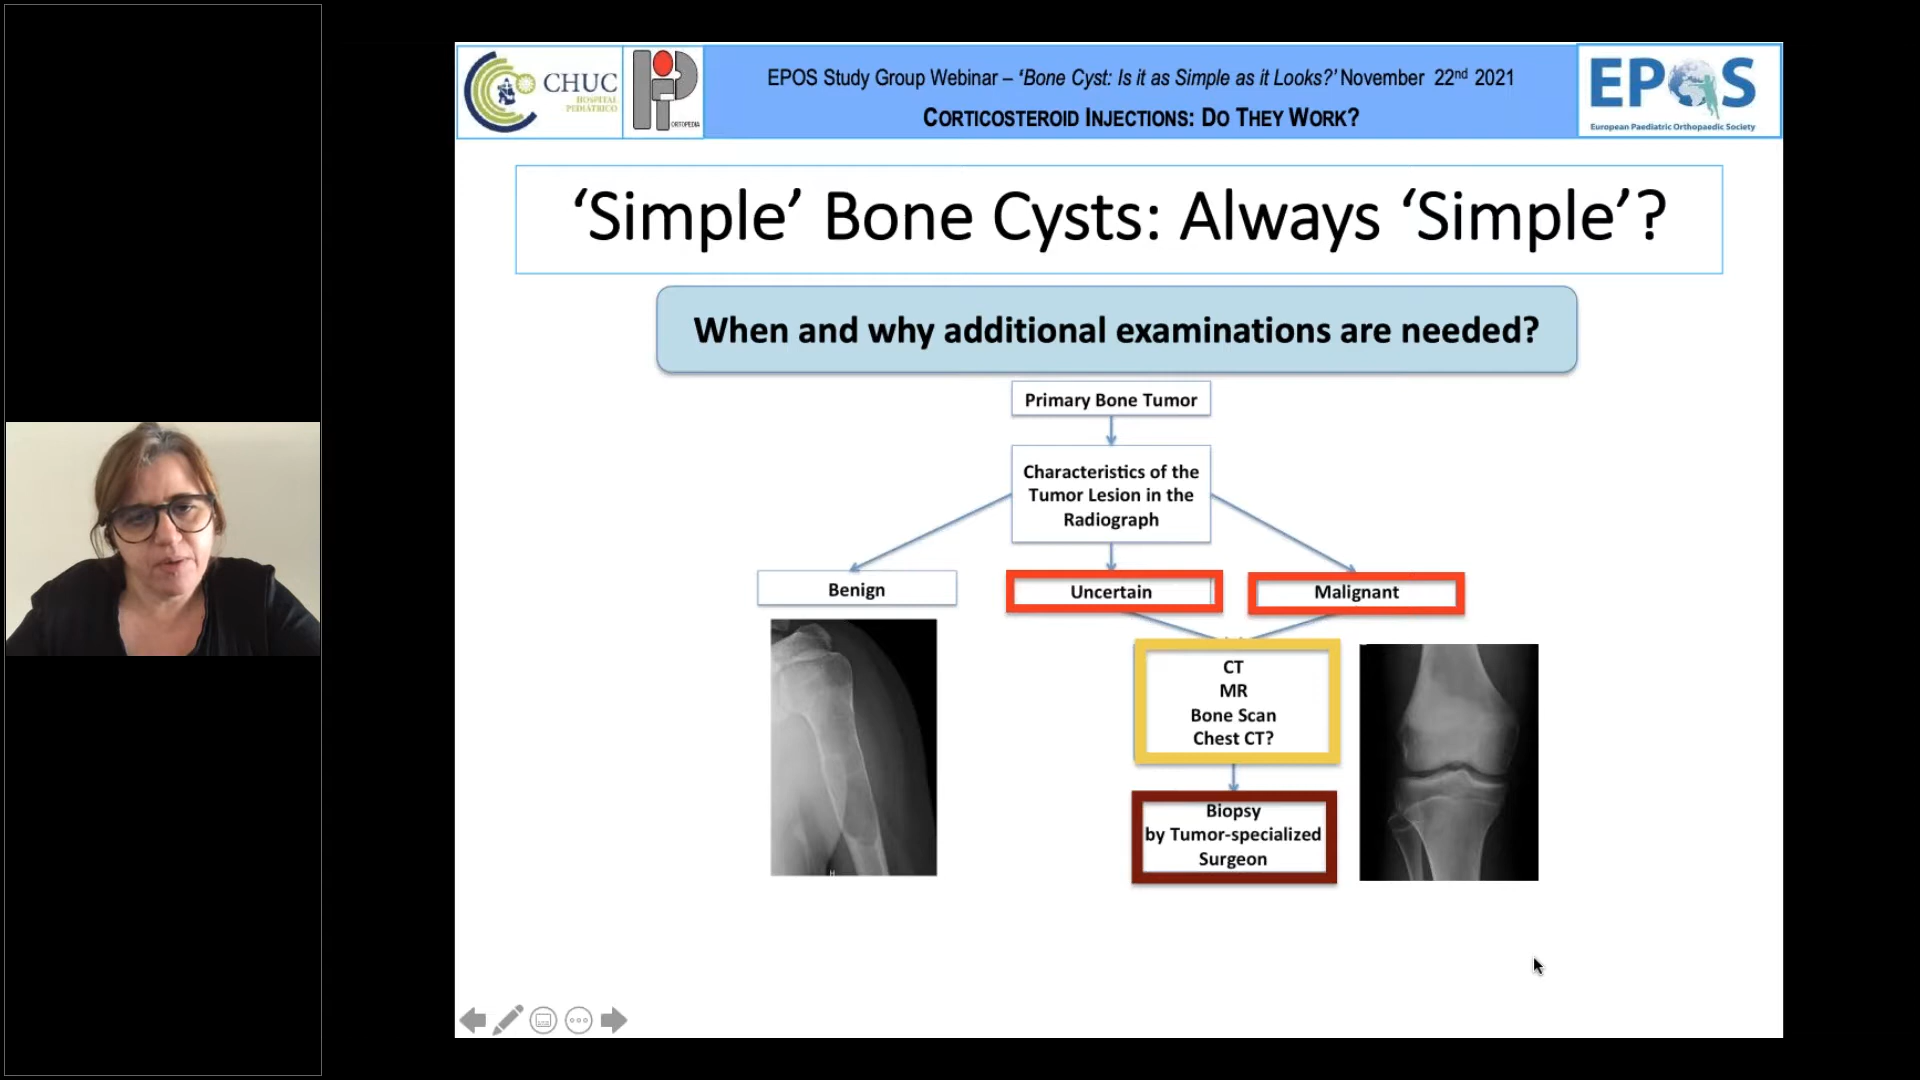 CHUC
HOSPITAL
PEDIÁTRICO
ORTOPEDIA
EPOS Study Group Webinar – ‘Bone Cyst: Is it as Simple as it Looks?’ November 22nd 2021
CORTICOSTEROID INJECTIONS: DO THEY WORK?
EPOS
European Paediatric Orthopaedic Society
‘Simple’ Bone Cysts: Always ‘Simple’?
When and why additional examinations are needed?
Primary Bone Tumor
Characteristics of the
Tumor Lesion in the
Radiograph
Benign
Uncertain
Malignant
CT
MR
Bone Scan
Chest CT?
Biopsy
by Tumor-specialized
Surgeon